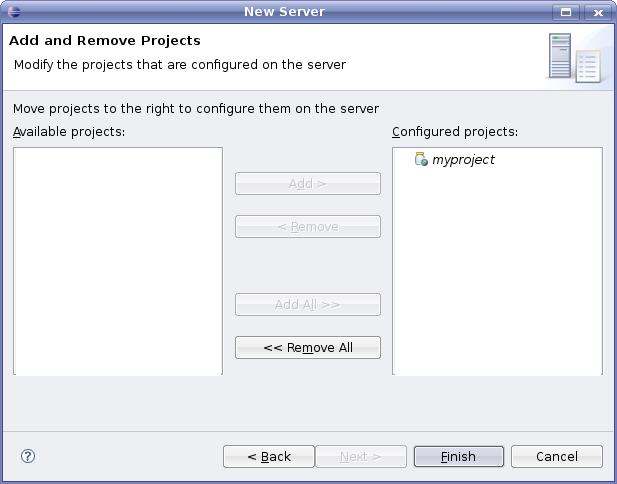 New Server
Add and Remove Projects
Modify the projects that are configured on the server
Move projects to the right to configure them on the server
Available projects:
Configured projects:
myproject
Add >
< Remove
Add All >>
<< Remove All
?
< Back
Next >
Finish
Cancel